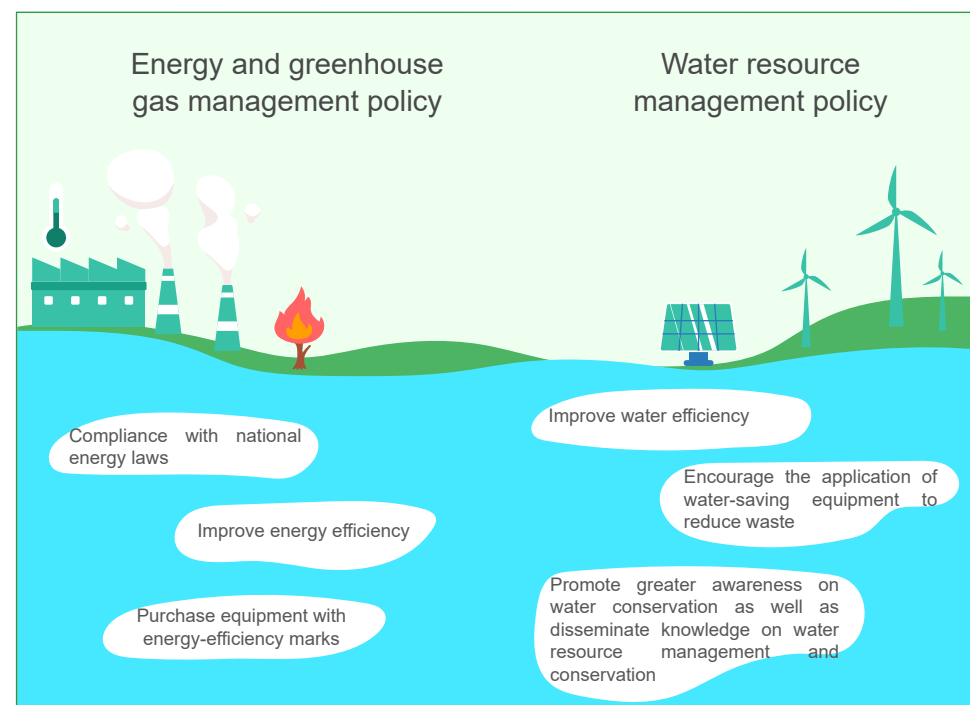 Energy and greenhouse
gas management policy
Compliance with national
energy laws
Improve energy efficiency
Purchase equipment with
energy-efficiency marks
Water resource
management policy
Improve water efficiency
Encourage the application of
water-saving equipment to
reduce waste
Promote greater awareness on
water conservation as well as
disseminate knowledge on water
resource management and
conservation